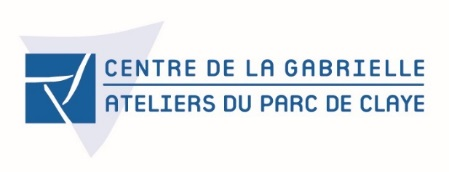 CENTRE DE LA GABRIELLE
ATELIERS DU PARC DE CLAYE